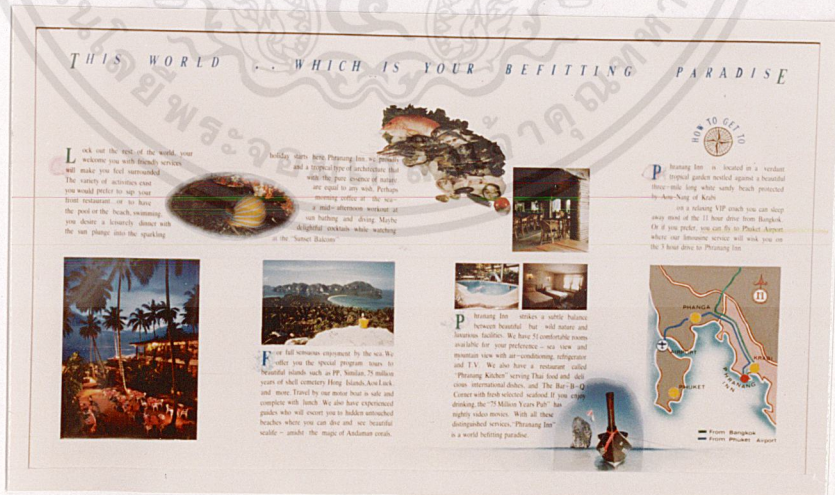 THIS WORLD .. WHICH IS YOUR BEFITTING PARADISE
Lock out the rest of the world, your
welcome you with friendly services,
will make you feel surrounded
The variety of activities exist
you would prefer to sip your
front restaurant or to have
the pool or the beach, swimming,
you desire a leisurely dinner with
the sun plunge into the sparkling
holiday starts here Phranang Inn, we proudly
and a tropical type of architecture that
with the pure essence of nature
are equal to any wish. Perhaps
morning coffee at the sea-
a mid-afternoon workout at
sun bathing and diving. Maybe
delightful cocktails while watching
at the "Sunset Balcony"
For full sensuous enjoyment by the sea. We
offer you the special program tours to
beautiful islands such as PP, Similan, 75 million
years of shell cemetery Hong Islands, Aou Luek
and more. Travel by our motor boat is safe and
complete with lunch. We also have experienced
guides who will escort you to hidden untouched
beaches where you can dive and see beautiful
sealife – amidst the magic of Andaman corals.
Phranang Inn strikes a subtle balance
between beautiful but wild nature and
luxurious facilities. We have 51 comfortable rooms
available for your preference – sea view and
mountain view with air-conditioning, refrigerator
and T.V. We also have a restaurant called
"Phranang Kitchen" serving Thai food and deli
cious international dishes, and The Bar-B-Q
Corner with fresh selected seafood. If you enjoy
drinking, the "75 Million Years Pub" has
nightly video movies. With all these
distinguished services, "Phranang Inn"
is a world befitting paradise.
HOW TO GET TO
Phranang Inn is located in a verdant
tropical garden nestled against a beautiful
three-mile long white sandy beach protected
by Aou-Nang of Krabi
on a relaxing VIP coach you can sleep
away most of the 11 hour drive from Bangkok.
Or if you prefer, you can fly to Phuket Airport
where our limousine service will wisk you on
the 3 hour drive to Phranang Inn
PHANGA
AIRPORT
PHUKET
KRABI
PHRANANG INN
From Bangkok
From Phuket Airport